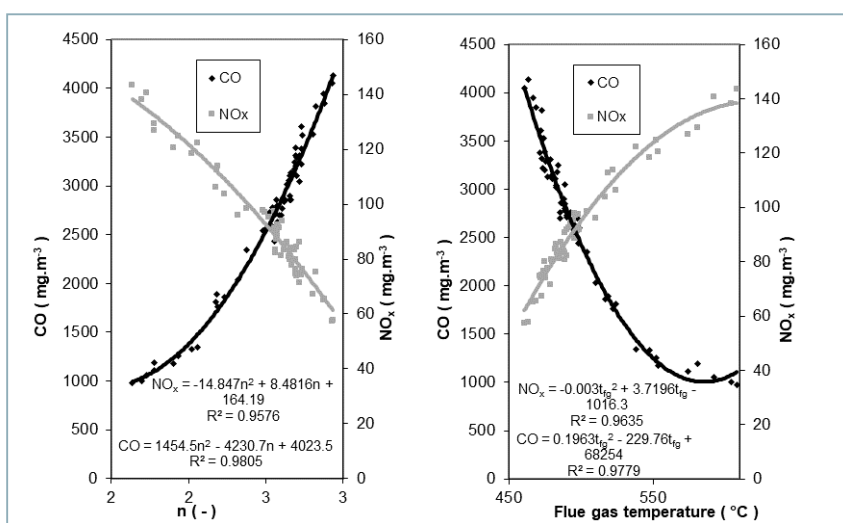 4500
4000
3500
3000
2500
2000
1500
1000
500
0
CO ( mg.m⁻³ )
160
140
120
100
80
60
40
20
0
NOₓ ( mg.m⁻³ )
CO
NOx
NOₓ = -14.847n² + 8.4816n +
164.19
R² = 0.9576
CO = 1454.5n² - 4230.7n + 4023.5
R² = 0.9805
2 2 3 3
n ( - )
4500
4000
3500
3000
2500
2000
1500
1000
500
0
CO ( mg.m⁻³ )
160
140
120
100
80
60
40
20
0
NOₓ ( mg.m⁻³ )
CO
NOx
NOₓ = -0.003t_fg² + 3.7196t_fg -
1016.3
R² = 0.9635
CO = 0.1963t_fg² - 229.76t_fg +
68254
R² = 0.9779
450 550
Flue gas temperature ( °C)